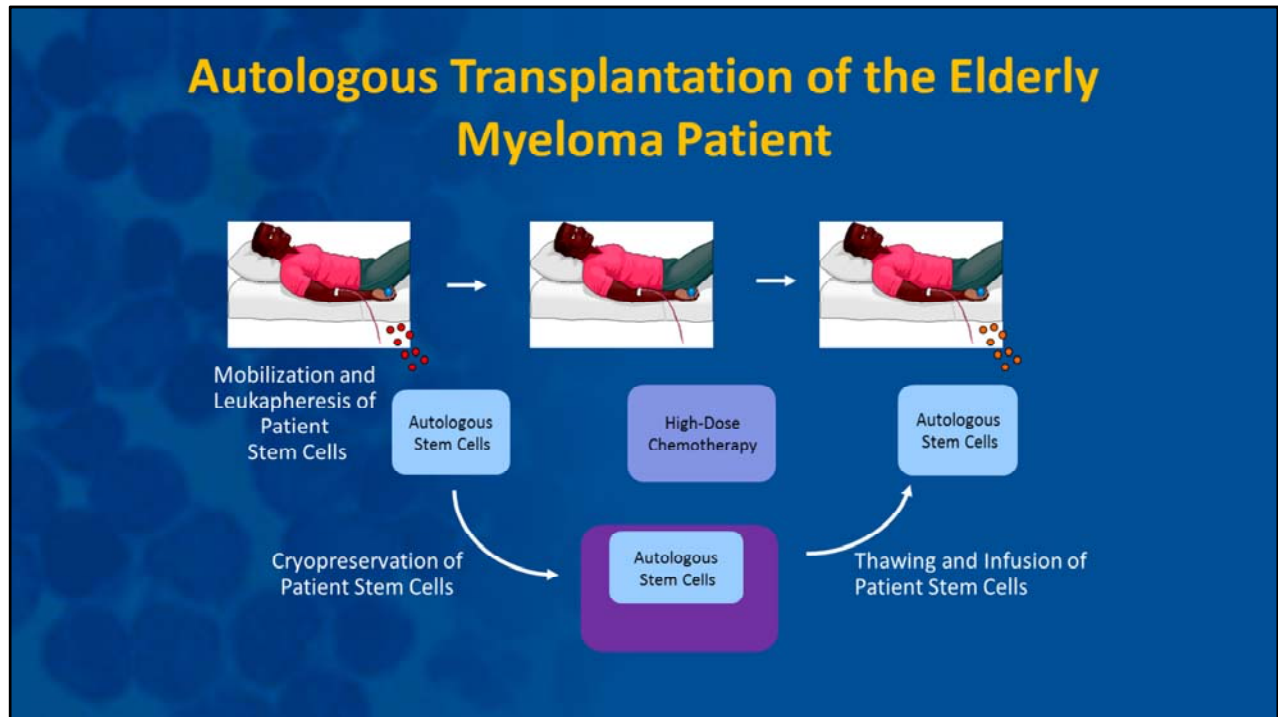 Autologous Transplantation of the Elderly
Myeloma Patient
Mobilization and
Leukapheresis of
Patient
Stem Cells
Autologous
Stem Cells
High-Dose
Chemotherapy
Autologous
Stem Cells
Cryopreservation of
Patient Stem Cells
Autologous
Stem Cells
Thawing and Infusion of
Patient Stem Cells